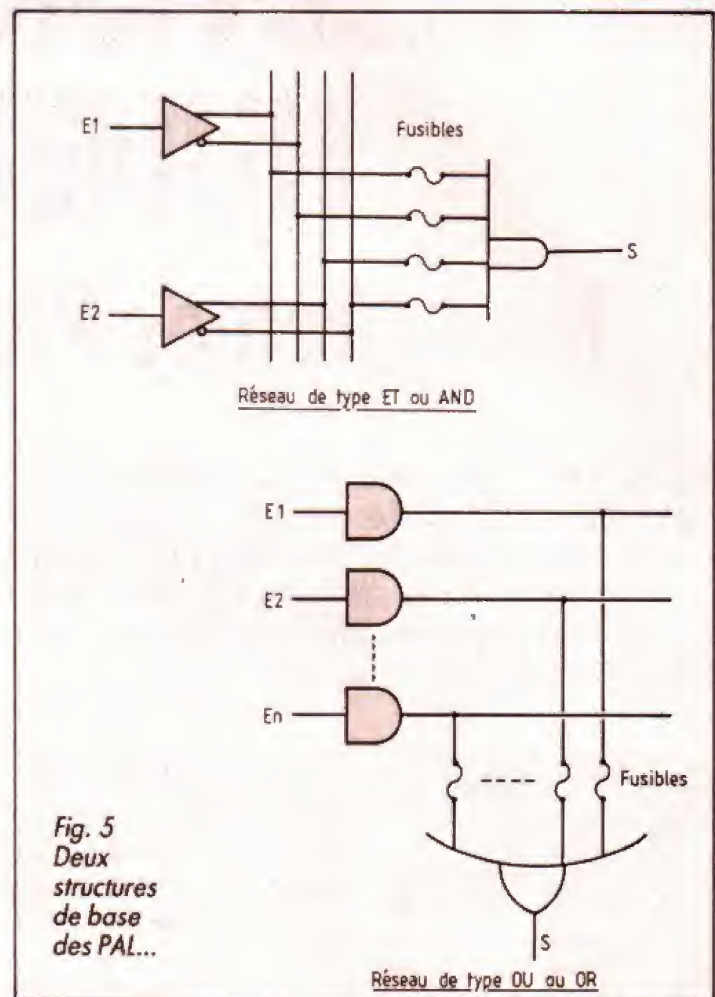 E1
Fusibles
S
E2
Réseau de type ET ou AND
E1
E2
En
Fusibles
Fig. 5
Deux
structures
de base
des PAL...
S
Réseau de type OU ou OR